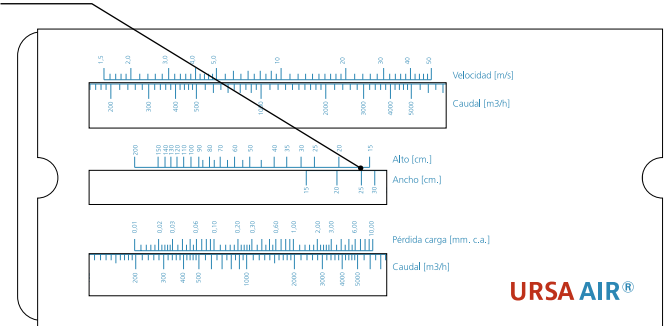 1,5 2,0 3,0 4,0 5,0 10 20 30 40 50 Velocidad [m/s]
200 300 400 500 1000 2000 3000 4000 5000 Caudal [m3/h]
200 150 140 130 120 110 100 90 80 70 60 50 40 35 30 25 20 15 Alto [cm.]
15 20 25 30 Ancho [cm.]
0,01 0,02 0,03 0,06 0,10 0,20 0,30 0,60 1,00 2,00 3,00 6,00 10,00 Pérdida carga [mm. c.a.]
200 300 400 500 1000 2000 3000 4000 5000 Caudal [m3/h]
URSA AIR®